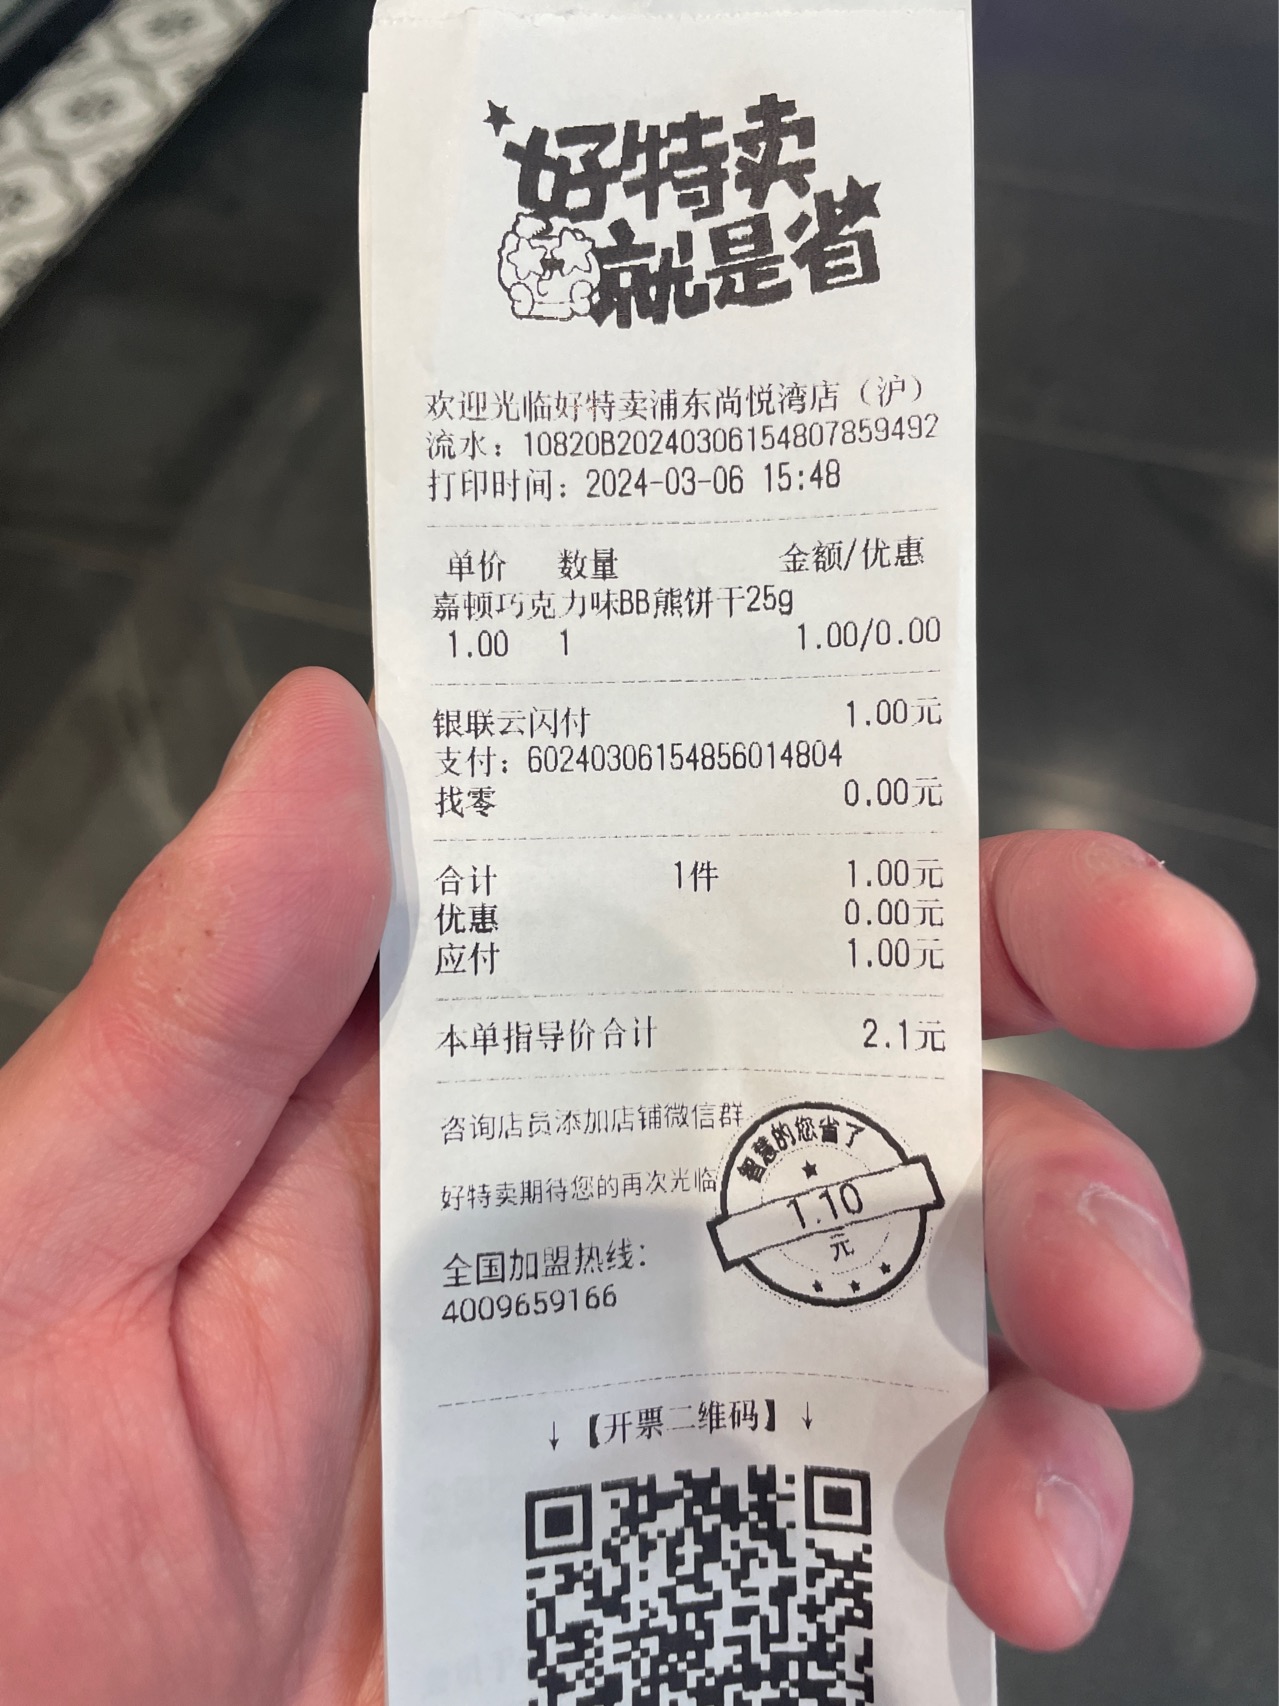 好特卖
就是省
欢迎光临好特卖浦东尚悦湾店（沪）
流水：10820B20240306154807859492
打印时间：2024-03-06 15:48
单价 数量 金额/优惠
嘉顿巧克力味BB熊饼干25g
1.00 1 1.00/0.00
银联云闪付 1.00元
支付：60240306154856014804
找零 0.00元
合计 1件 1.00元
优惠 0.00元
应付 1.00元
本单指导价合计 2.1元
咨询店员添加店铺微信群
好特卖期待您的再次光临
智慧的您省了
1.10
元
全国加盟热线：
4009659166
↓【开票二维码】↓